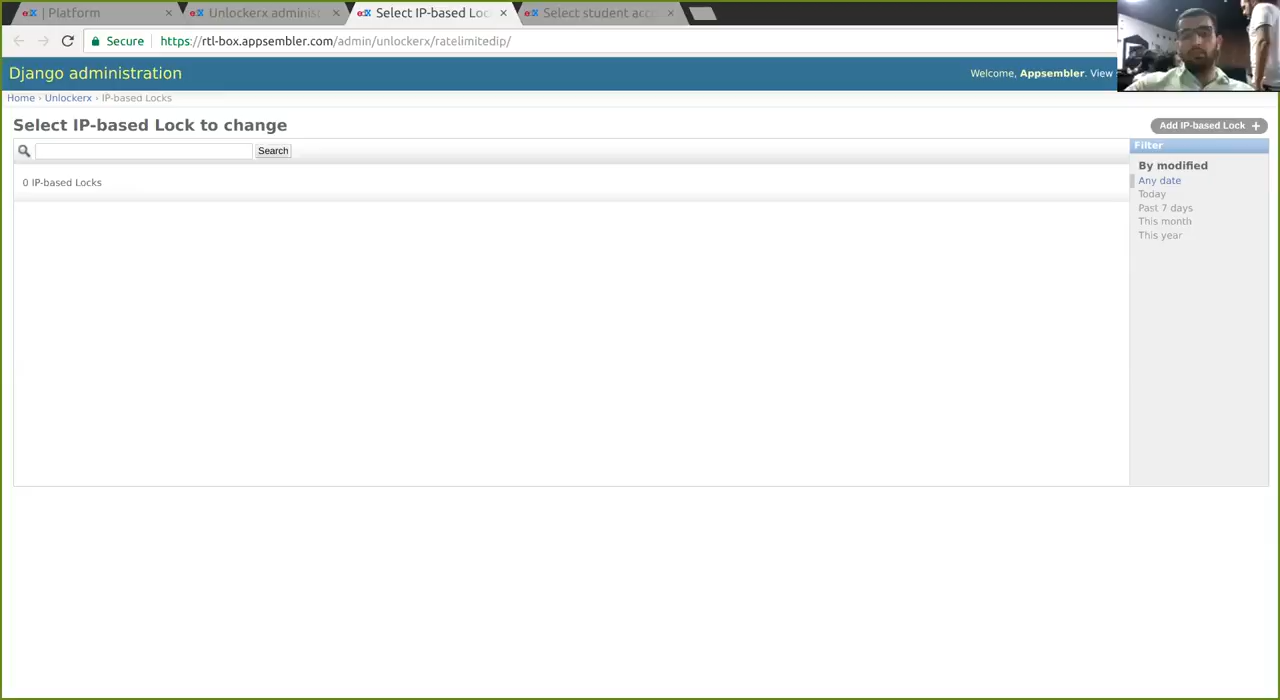 Platform × Unlockerx administ × Select IP-based Loc × Select student acco ×
Secure https://rtl-box.appsembler.com/admin/unlockerx/ratelimitedip/
Django administration Welcome, Appsembler. View
Home › Unlockerx › IP-based Locks
Select IP-based Lock to change Add IP-based Lock +
Search Filter
By modified
0 IP-based Locks Any date
Today
Past 7 days
This month
This year